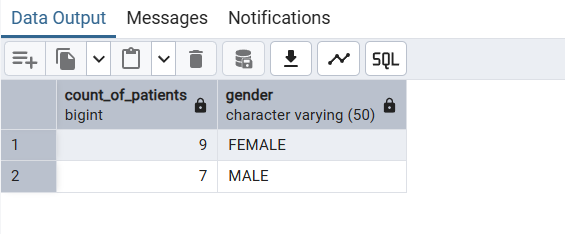 Data Output Messages Notifications
SQL
count_of_patients gender
bigint character varying (50)
1 9 FEMALE
2 7 MALE